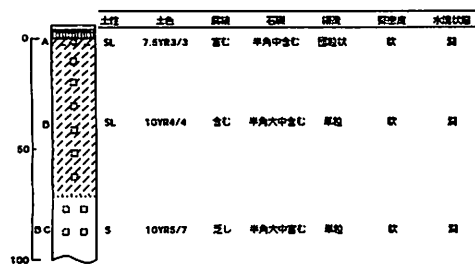 土性 土色 腐植 石礫 構造 堅密度 水湿状態
0 A SL 7.5YR3/3 富む 半角中含む 団粒状 軟 潤
B SL 10YR4/4 含む 半角大中含む 単粒 軟 潤
50
BC S 10YR5/7 乏し 半角大中富む 単粒 軟 潤
100